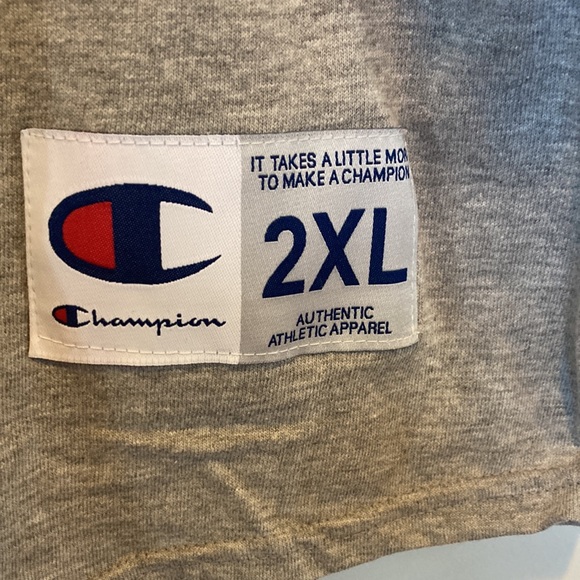 IT TAKES A LITTLE MOR
TO MAKE A CHAMPION
2XL
Champion
AUTHENTIC
ATHLETIC APPAREL